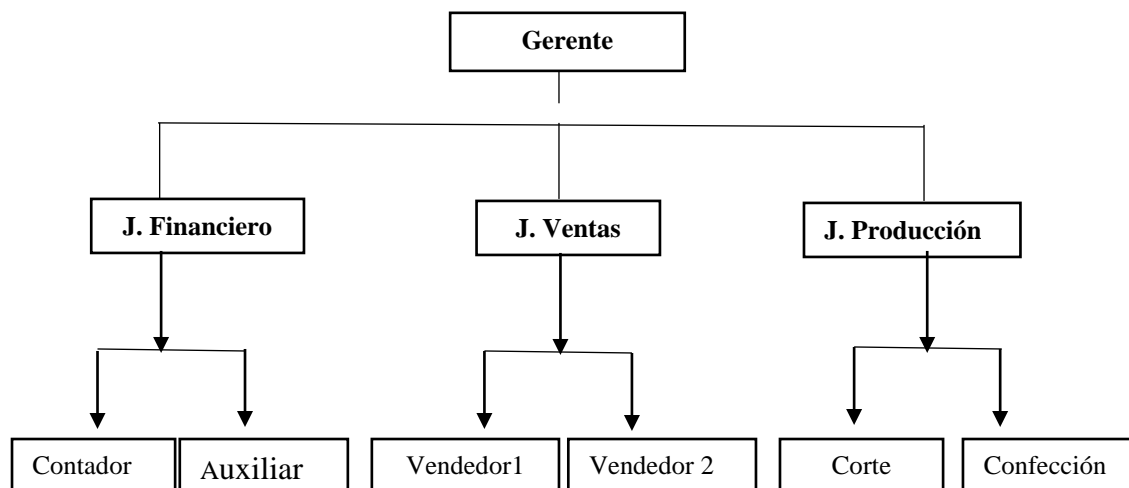 Gerente
J. Financiero
J. Ventas
J. Producción
Contador
Auxiliar
Vendedor1
Vendedor 2
Corte
Confección